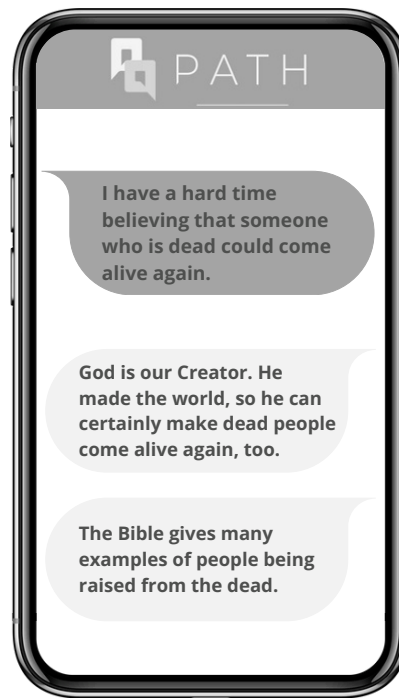 PATH
I have a hard time
believing that someone
who is dead could come
alive again.
God is our Creator. He
made the world, so he can
certainly make dead people
come alive again, too.
The Bible gives many
examples of people being
raised from the dead.